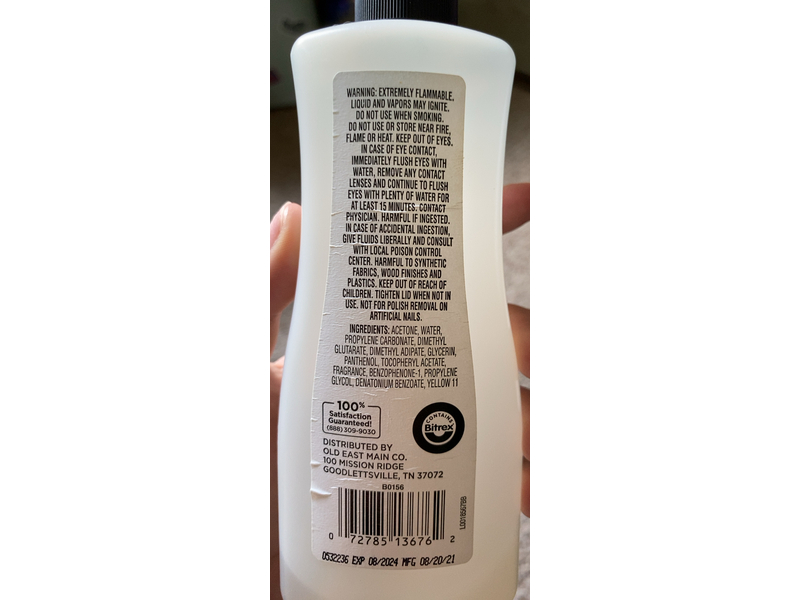 WARNING: EXTREMELY FLAMMABLE,
LIQUID AND VAPORS MAY IGNITE.
DO NOT USE WHEN SMOKING.
DO NOT USE OR STORE NEAR FIRE,
FLAME OR HEAT. KEEP OUT OF EYES.
IN CASE OF EYE CONTACT,
IMMEDIATELY FLUSH EYES WITH
WATER, REMOVE ANY CONTACT
LENSES AND CONTINUE TO FLUSH
EYES WITH PLENTY OF WATER FOR
AT LEAST 15 MINUTES. CONTACT
PHYSICIAN. HARMFUL IF INGESTED.
IN CASE OF ACCIDENTAL INGESTION,
GIVE FLUIDS LIBERALLY AND CONSULT
WITH LOCAL POISON CONTROL
CENTER. HARMFUL TO SYNTHETIC
FABRICS, WOOD FINISHES AND
PLASTICS. KEEP OUT OF REACH OF
CHILDREN. TIGHTEN LID WHEN NOT IN
USE. NOT FOR POLISH REMOVAL ON
ARTIFICIAL NAILS.
INGREDIENTS: ACETONE, WATER,
PROPYLENE CARBONATE, DIMETHYL
GLUTARATE, DIMETHYL ADIPATE, GLYCERIN,
PANTHENOL, TOCOPHERYL ACETATE,
FRAGRANCE, BENZOPHENONE-1, PROPYLENE
GLYCOL, DENATONIUM BENZOATE, YELLOW 11
100%
Satisfaction
Guaranteed!
(888) 309-9030
CONTAINS
Bitrex
DISTRIBUTED BY
OLD EAST MAIN CO.
100 MISSION RIDGE
GOODLETTSVILLE, TN 37072
B0156
0 72785 13676 2
0532236 EXP 08/2024 MFG 08/20/21